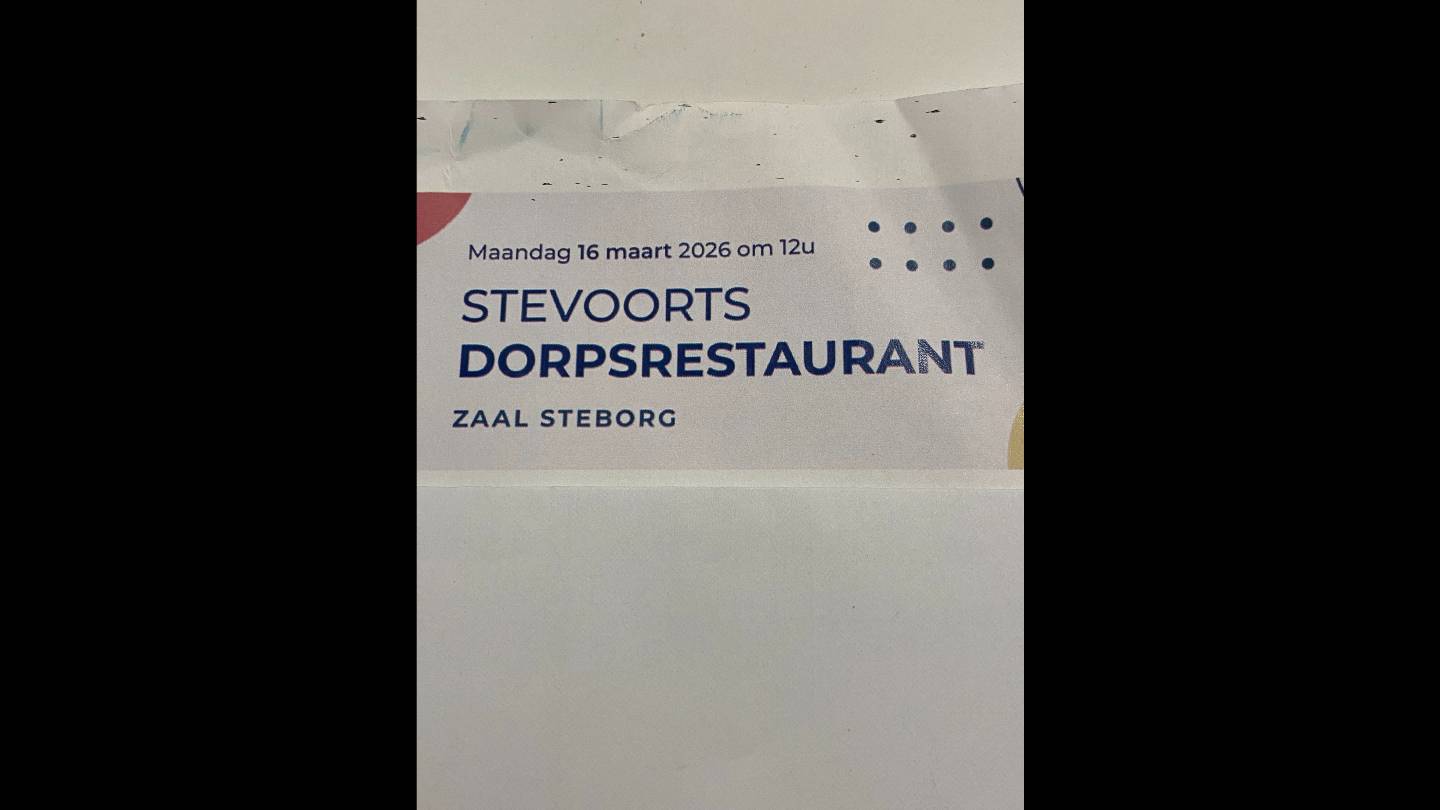 Maandag 16 maart 2026 om 12u
STEVOORTS
DORPSRESTAURANT
ZAAL STEBORG